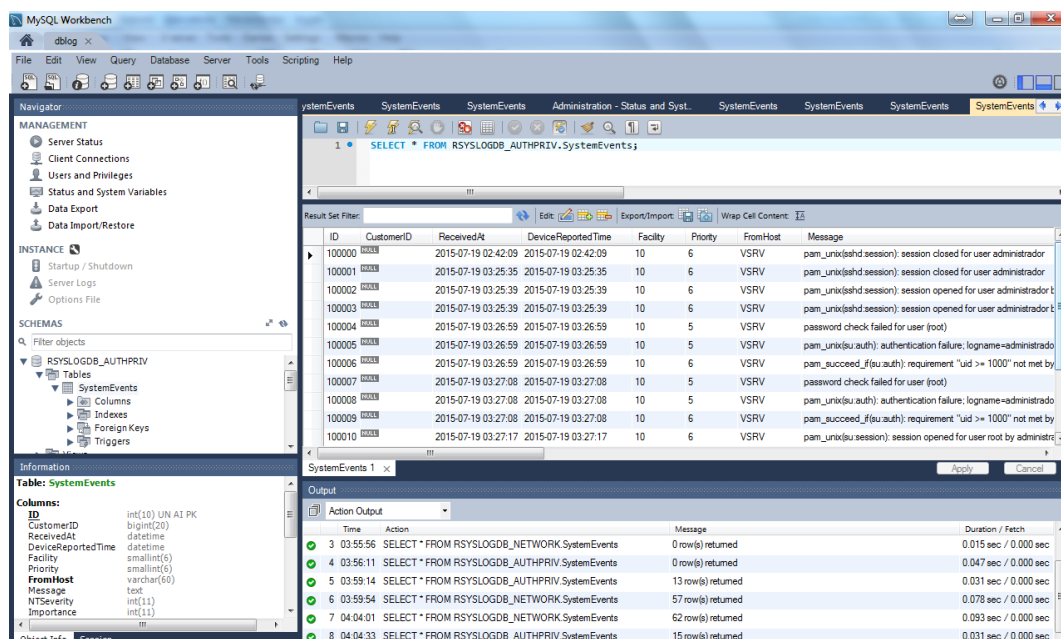 MySQL Workbench
dblog ×
File Edit View Query Database Server Tools Scripting Help
Navigator
MANAGEMENT
Server Status
Client Connections
Users and Privileges
Status and System Variables
Data Export
Data Import/Restore
INSTANCE
Startup / Shutdown
Server Logs
Options File
SCHEMAS
Filter objects
RSYSLOGDB_AUTHPRIV
Tables
SystemEvents
Columns
Indexes
Foreign Keys
Triggers
Views
Information
Table: SystemEvents
Columns:
ID int(10) UN AI PK
CustomerID bigint(20)
ReceivedAt datetime
DeviceReportedTime datetime
Facility smallint(6)
Priority smallint(6)
FromHost varchar(60)
Message text
NTSeverity int(11)
Importance int(11)
Object Info Session
ystemEvents SystemEvents SystemEvents Administration - Status and Syst.. SystemEvents SystemEvents SystemEvents SystemEvents
1 SELECT * FROM RSYSLOGDB_AUTHPRIV.SystemEvents;
Result Set Filter: Edit: Export/Import: Wrap Cell Content:
ID CustomerID ReceivedAt DeviceReportedTime Facility Priority FromHost Message
100000 NULL 2015-07-19 02:42:09 2015-07-19 02:42:09 10 6 VSRV pam_unix(sshd:session): session closed for user administrador
100001 NULL 2015-07-19 03:25:35 2015-07-19 03:25:35 10 6 VSRV pam_unix(sshd:session): session closed for user administrador
100002 NULL 2015-07-19 03:25:39 2015-07-19 03:25:39 10 6 VSRV pam_unix(sshd:session): session opened for user administrador b
100003 NULL 2015-07-19 03:25:39 2015-07-19 03:25:39 10 6 VSRV pam_unix(sshd:session): session opened for user administrador b
100004 NULL 2015-07-19 03:26:59 2015-07-19 03:26:59 10 5 VSRV password check failed for user (root)
100005 NULL 2015-07-19 03:26:59 2015-07-19 03:26:59 10 5 VSRV pam_unix(su:auth): authentication failure; logname=administrado
100006 NULL 2015-07-19 03:26:59 2015-07-19 03:26:59 10 6 VSRV pam_succeed_if(su:auth): requirement "uid >= 1000" not met by
100007 NULL 2015-07-19 03:27:08 2015-07-19 03:27:08 10 5 VSRV password check failed for user (root)
100008 NULL 2015-07-19 03:27:08 2015-07-19 03:27:08 10 5 VSRV pam_unix(su:auth): authentication failure; logname=administrado
100009 NULL 2015-07-19 03:27:08 2015-07-19 03:27:08 10 6 VSRV pam_succeed_if(su:auth): requirement "uid >= 1000" not met by
100010 NULL 2015-07-19 03:27:17 2015-07-19 03:27:17 10 6 VSRV pam_unix(su:session): session opened for user root by administra
SystemEvents 1 × Apply Cancel
Output
Action Output
Time Action Message Duration / Fetch
3 03:55:56 SELECT * FROM RSYSLOGDB_NETWORK.SystemEvents 0 row(s) returned 0.015 sec / 0.000 sec
4 03:56:11 SELECT * FROM RSYSLOGDB_AUTHPRIV.SystemEvents 0 row(s) returned 0.047 sec / 0.000 sec
5 03:59:14 SELECT * FROM RSYSLOGDB_AUTHPRIV.SystemEvents 13 row(s) returned 0.031 sec / 0.000 sec
6 03:59:54 SELECT * FROM RSYSLOGDB_NETWORK.SystemEvents 57 row(s) returned 0.078 sec / 0.000 sec
7 04:04:01 SELECT * FROM RSYSLOGDB_NETWORK.SystemEvents 62 row(s) returned 0.093 sec / 0.000 sec
8 04:04:33 SELECT * FROM RSYSLOGDB_AUTHPRIV.SystemEvents 15 row(s) returned 0.031 sec / 0.000 sec